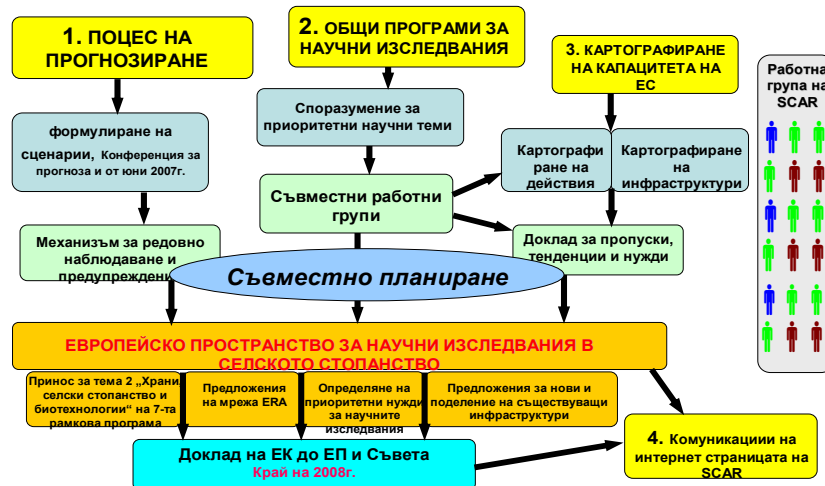 1. ПОЦЕС НА
ПРОГНОЗИРАНЕ
2. ОБЩИ ПРОГРАМИ ЗА
НАУЧНИ ИЗСЛЕДВАНИЯ
3. КАРТОГРАФИРАНЕ
НА КАПАЦИТЕТА НА
ЕС
Работна
група на
SCAR
формулиране на
сценарии, Конференция за
прогноза и от юни 2007г.
Споразумение за
приоритетни научни теми
Картографи
ране на
действия
Картографиране
на
инфраструктури
Съвместни работни
групи
Механизъм за редовно
наблюдаване и
предупреждени
Доклад за пропуски,
тенденции и нужди
Съвместно планиране
ЕВРОПЕЙСКО ПРОСТРАНСТВО ЗА НАУЧНИ ИЗСЛЕДВАНИЯ В
СЕЛСКОТО СТОПАНСТВО
Принос за тема 2 „Храни,
селски стопанство и
биотехнологии“ на 7-та
рамкова програма
Предложения
на мрежа ERA
Определяне на
приоритетни нужди
за научните
изследвания
Предложения за нови и
поделение на съществуващи
инфраструктури
Доклад на ЕК до ЕП и Съвета
Край на 2008г.
4. Комуникациии на
интернет страницата на
SCAR